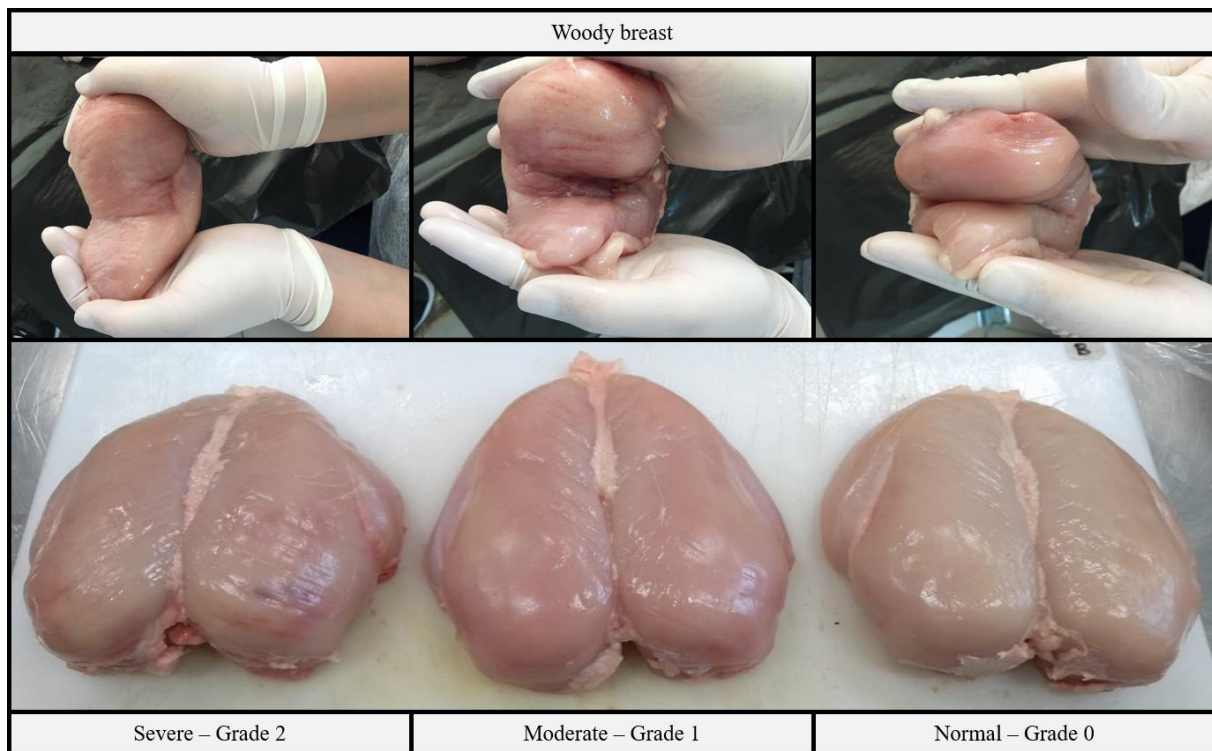 Woody breast
B
Severe – Grade 2
Moderate – Grade 1
Normal – Grade 0